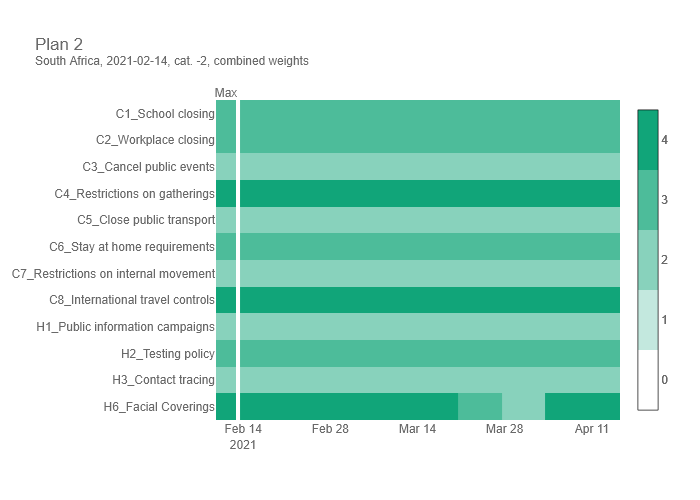 Plan 2
South Africa, 2021-02-14, cat. -2, combined weights
Max
C1_School closing
C2_Workplace closing
C3_Cancel public events
C4_Restrictions on gatherings
C5_Close public transport
C6_Stay at home requirements
C7_Restrictions on internal movement
C8_International travel controls
H1_Public information campaigns
H2_Testing policy
H3_Contact tracing
H6_Facial Coverings
4
3
2
1
0
Feb 14 Feb 28 Mar 14 Mar 28 Apr 11
2021